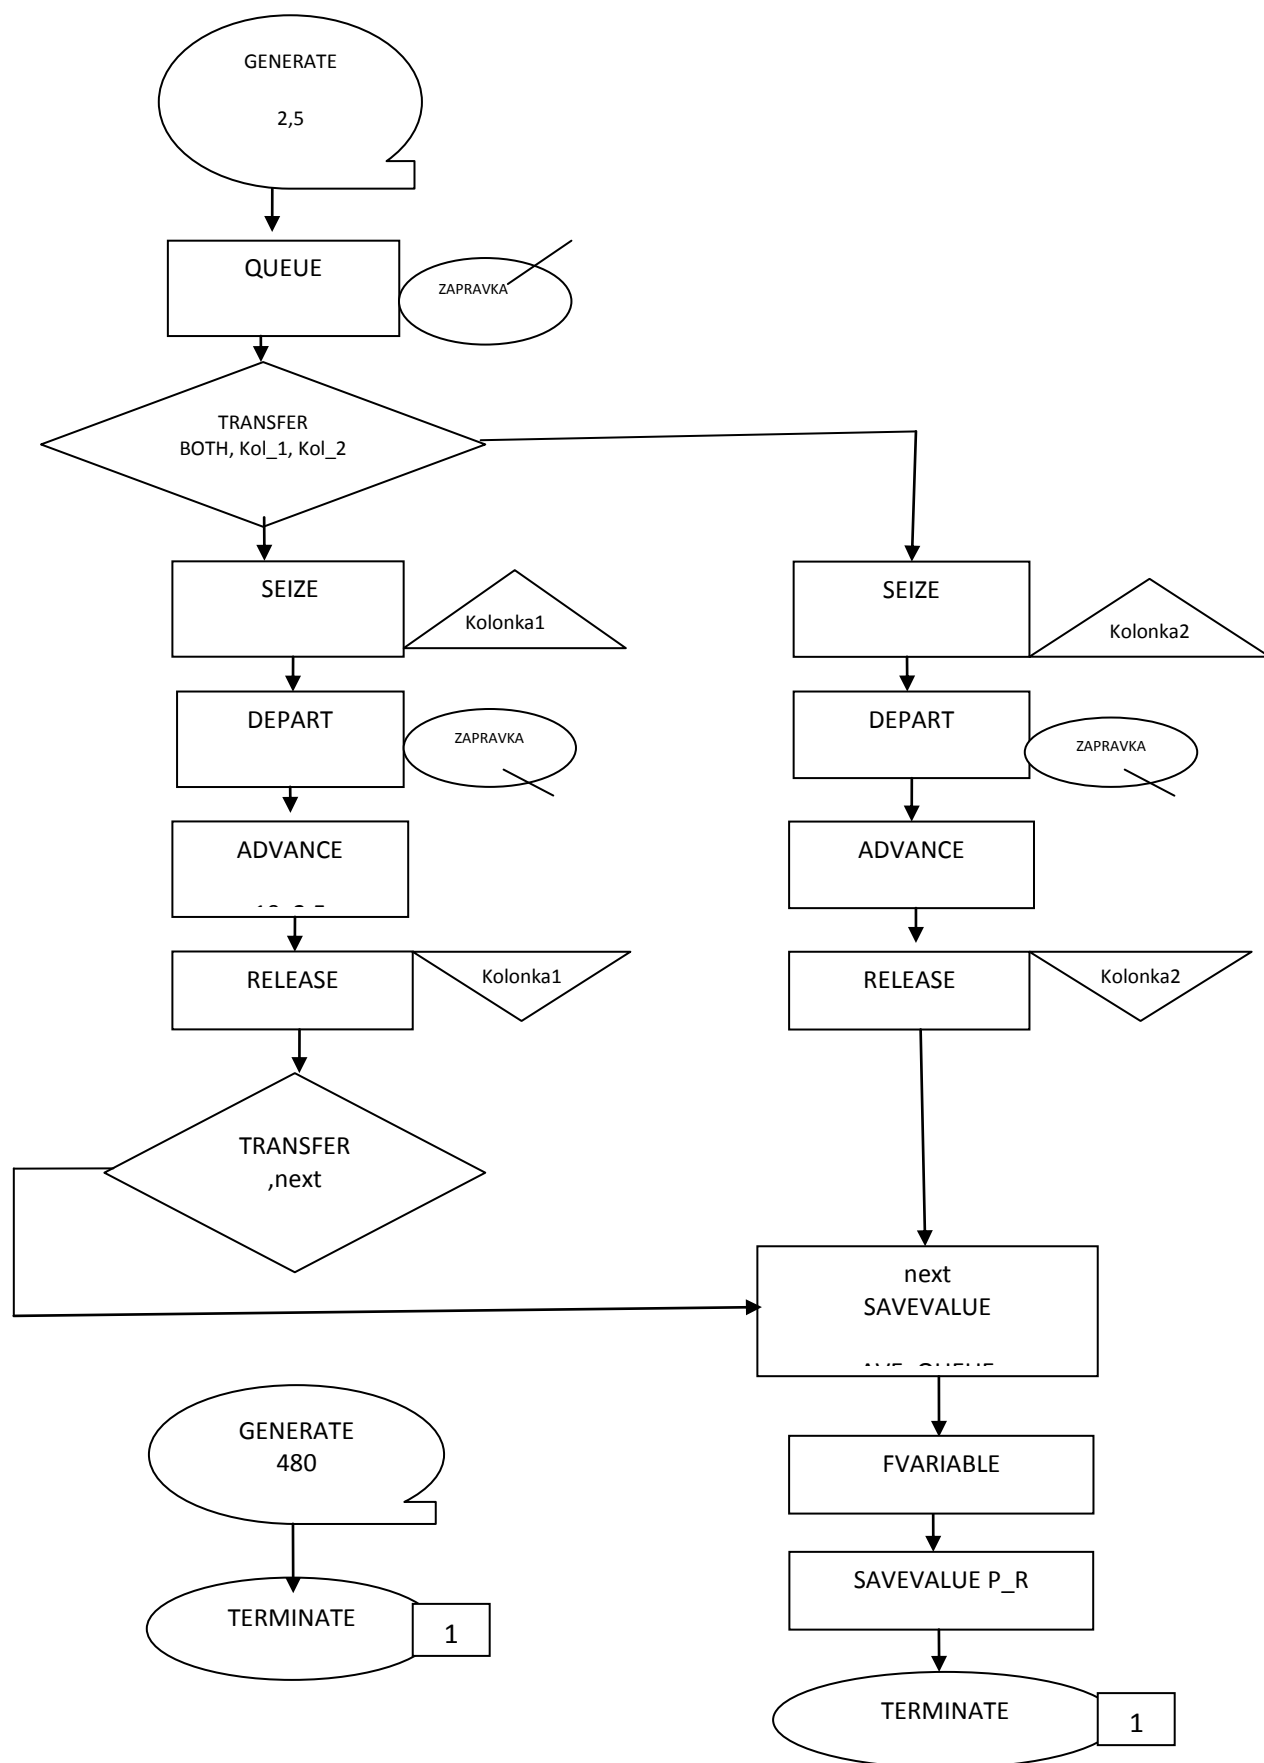 GENERATE
2,5
QUEUE
ZAPRAVKA
TRANSFER
BOTH, Kol_1, Kol_2
SEIZE
Kolonka1
SEIZE
Kolonka2
DEPART
ZAPRAVKA
DEPART
ZAPRAVKA
ADVANCE
ADVANCE
RELEASE
Kolonka1
RELEASE
Kolonka2
TRANSFER
,next
next
SAVEVALUE
GENERATE
480
FVARIABLE
SAVEVALUE P_R
TERMINATE
1
TERMINATE
1